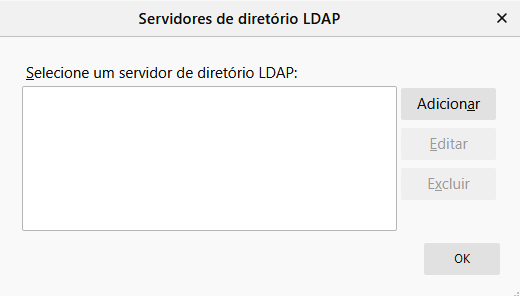 Servidores de diretório LDAP
Selecione um servidor de diretório LDAP:
Adicionar
Editar
Excluir
OK